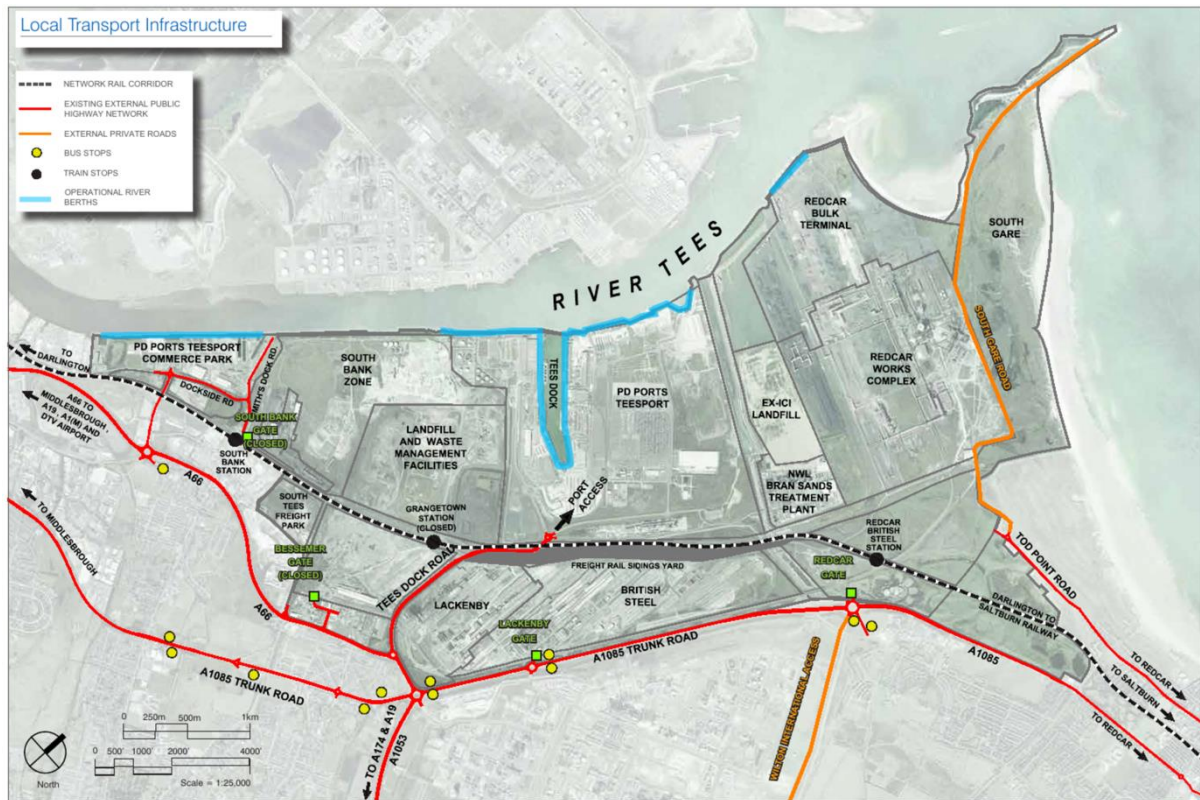 Local Transport Infrastructure
NETWORK RAIL CORRIDOR
EXISTING EXTERNAL PUBLIC
HIGHWAY NETWORK
EXTERNAL PRIVATE ROADS
BUS STOPS
TRAIN STOPS
OPERATIONAL RIVER
BERTHS
RIVER TEES
REDCAR
BULK
TERMINAL
SOUTH
GARE
SOUTH GARE ROAD
TO
DARLINGTON
PD PORTS TEESPORT
COMMERCE PARK
DOCKSIDE RD
SMITH'S DOCK RD.
SOUTH
BANK
ZONE
TEES DOCK
PD PORTS
TEESPORT
EX-ICI
LANDFILL
REDCAR
WORKS
COMPLEX
A66 TO
MIDDLESBROUGH,
A19, A1(M) AND
DTV AIRPORT
SOUTH BANK
GATE
(CLOSED)
SOUTH
BANK
STATION
LANDFILL
AND WASTE
MANAGEMENT
FACILITIES
NWL
BRAN SANDS
TREATMENT
PLANT
A66
SOUTH
TEES
FREIGHT
PARK
GRANGETOWN
STATION
(CLOSED)
PORT
ACCESS
REDCAR
BRITISH
STEEL
STATION
TO MIDDLESBROUGH
BESSEMER
GATE
(CLOSED)
TEES DOCK ROAD
FREIGHT RAIL SIDINGS YARD
REDCAR
GATE
TOD POINT ROAD
LACKENBY
BRITISH
STEEL
DARLINGTON TO
SALTBURN RAILWAY
A66
LACKENBY
GATE
A1085 TRUNK ROAD
A1085
TO REDCAR
TO SALTBURN
A1085 TRUNK ROAD
WILTON INTERNATIONAL ACCESS
TO REDCAR
TO A174 & A19
A1053
0 250m 500m 1km
0 500 1000' 2000' 4000'
Scale = 1:25,000
North